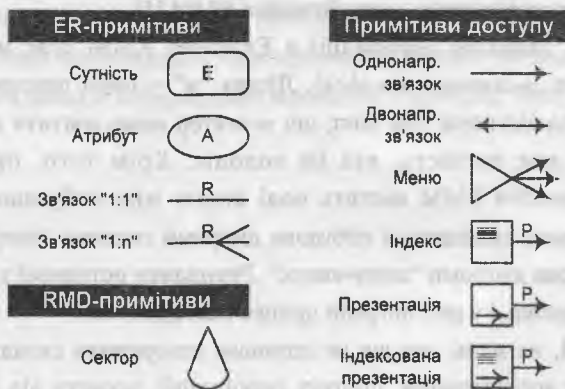 ER-примітиви
Сутність E
Атрибут A
Зв'язок "1:1" R
Зв'язок "1:n" R
RMD-примітиви
Сектор
Примітиви доступу
Однонапр.
зв'язок
Двонапр.
зв'язок
Меню
Індекс P
Презентація P
Індексована
презентація P